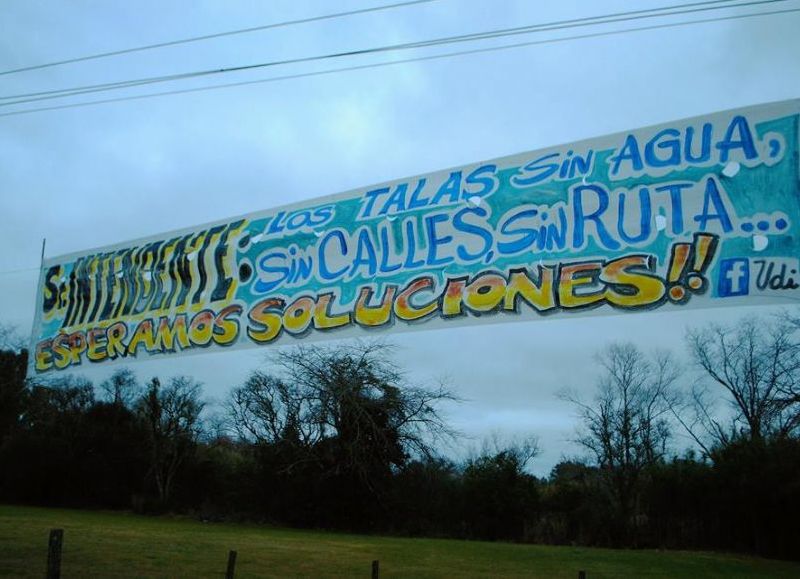 Sr. INTENDENTE:
LOS TALAS SiN AGUA,
SiN CALLES, SiN RUTA...
ESPERAMOS SOLUCIONES!!
f Udi